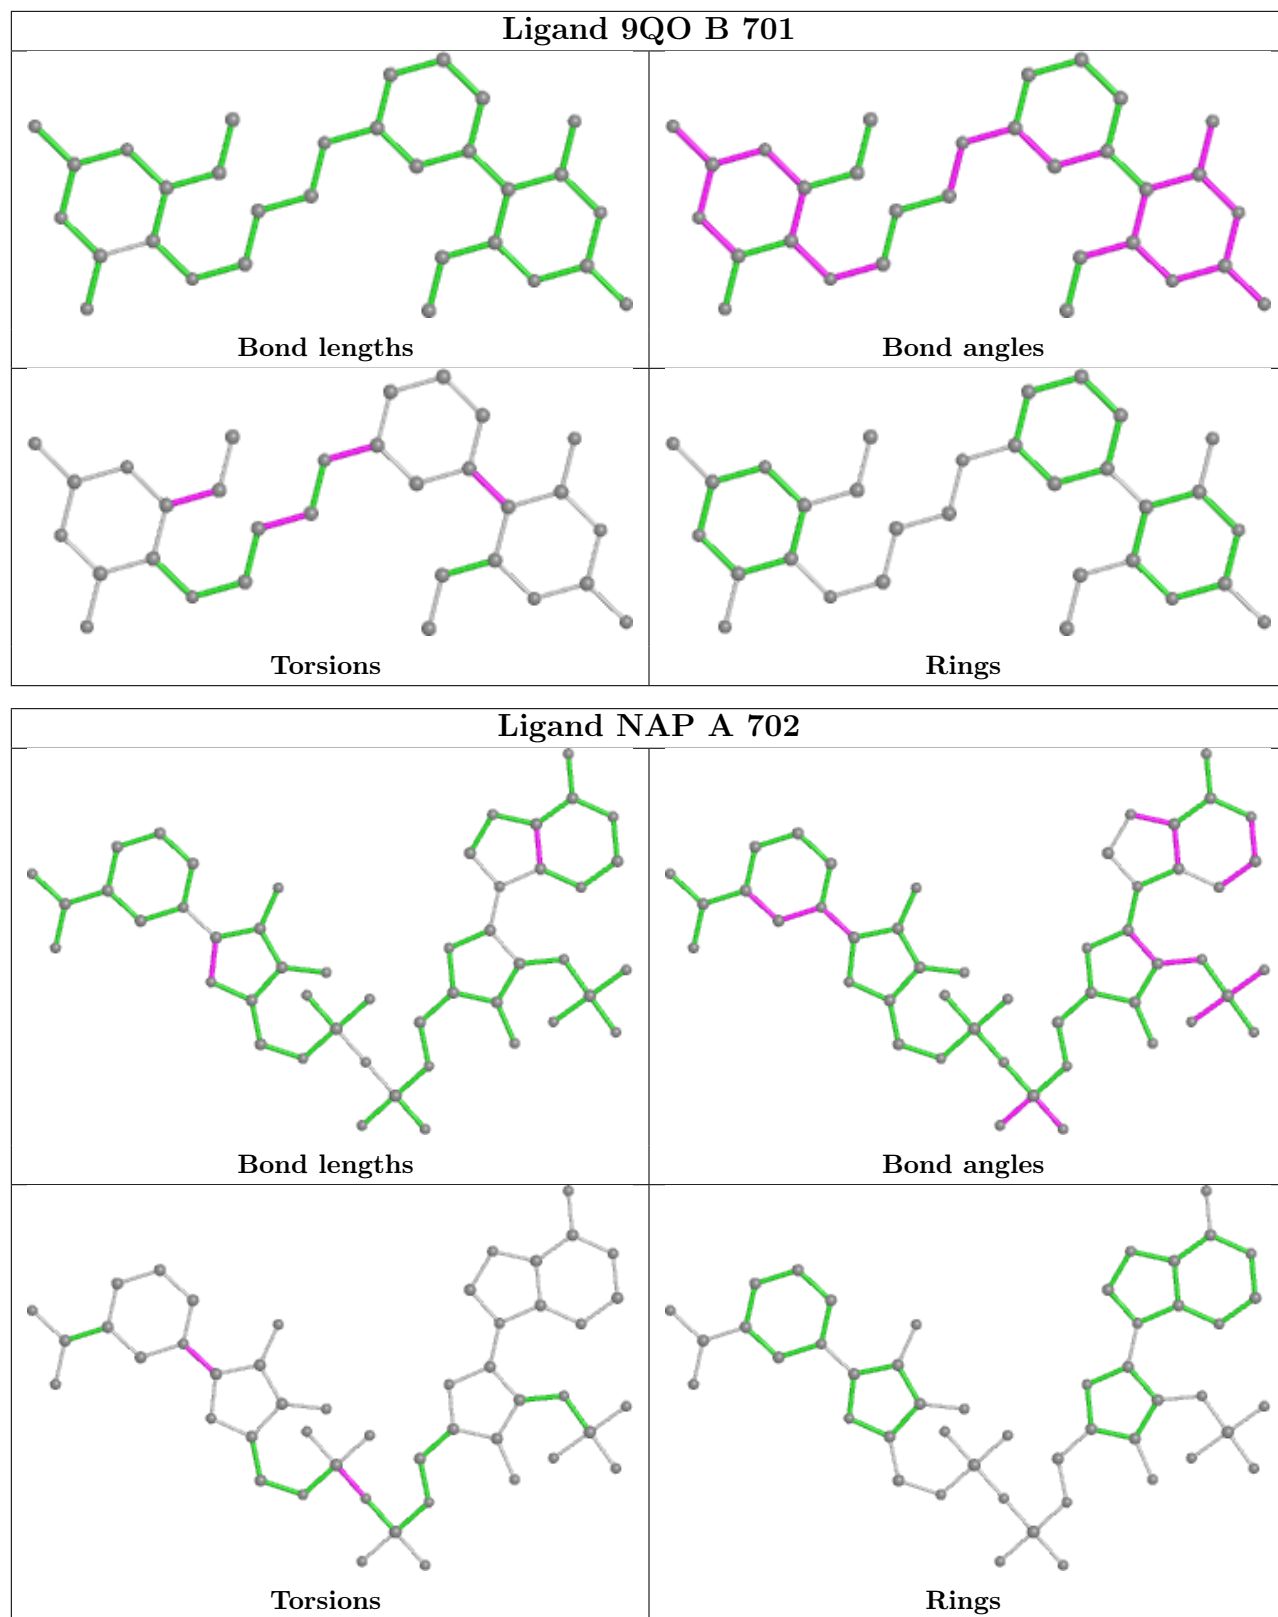 Ligand 9QO B 701
Bond lengths
Bond angles
Torsions
Rings
Ligand NAP A 702
Bond lengths
Bond angles
Torsions
Rings